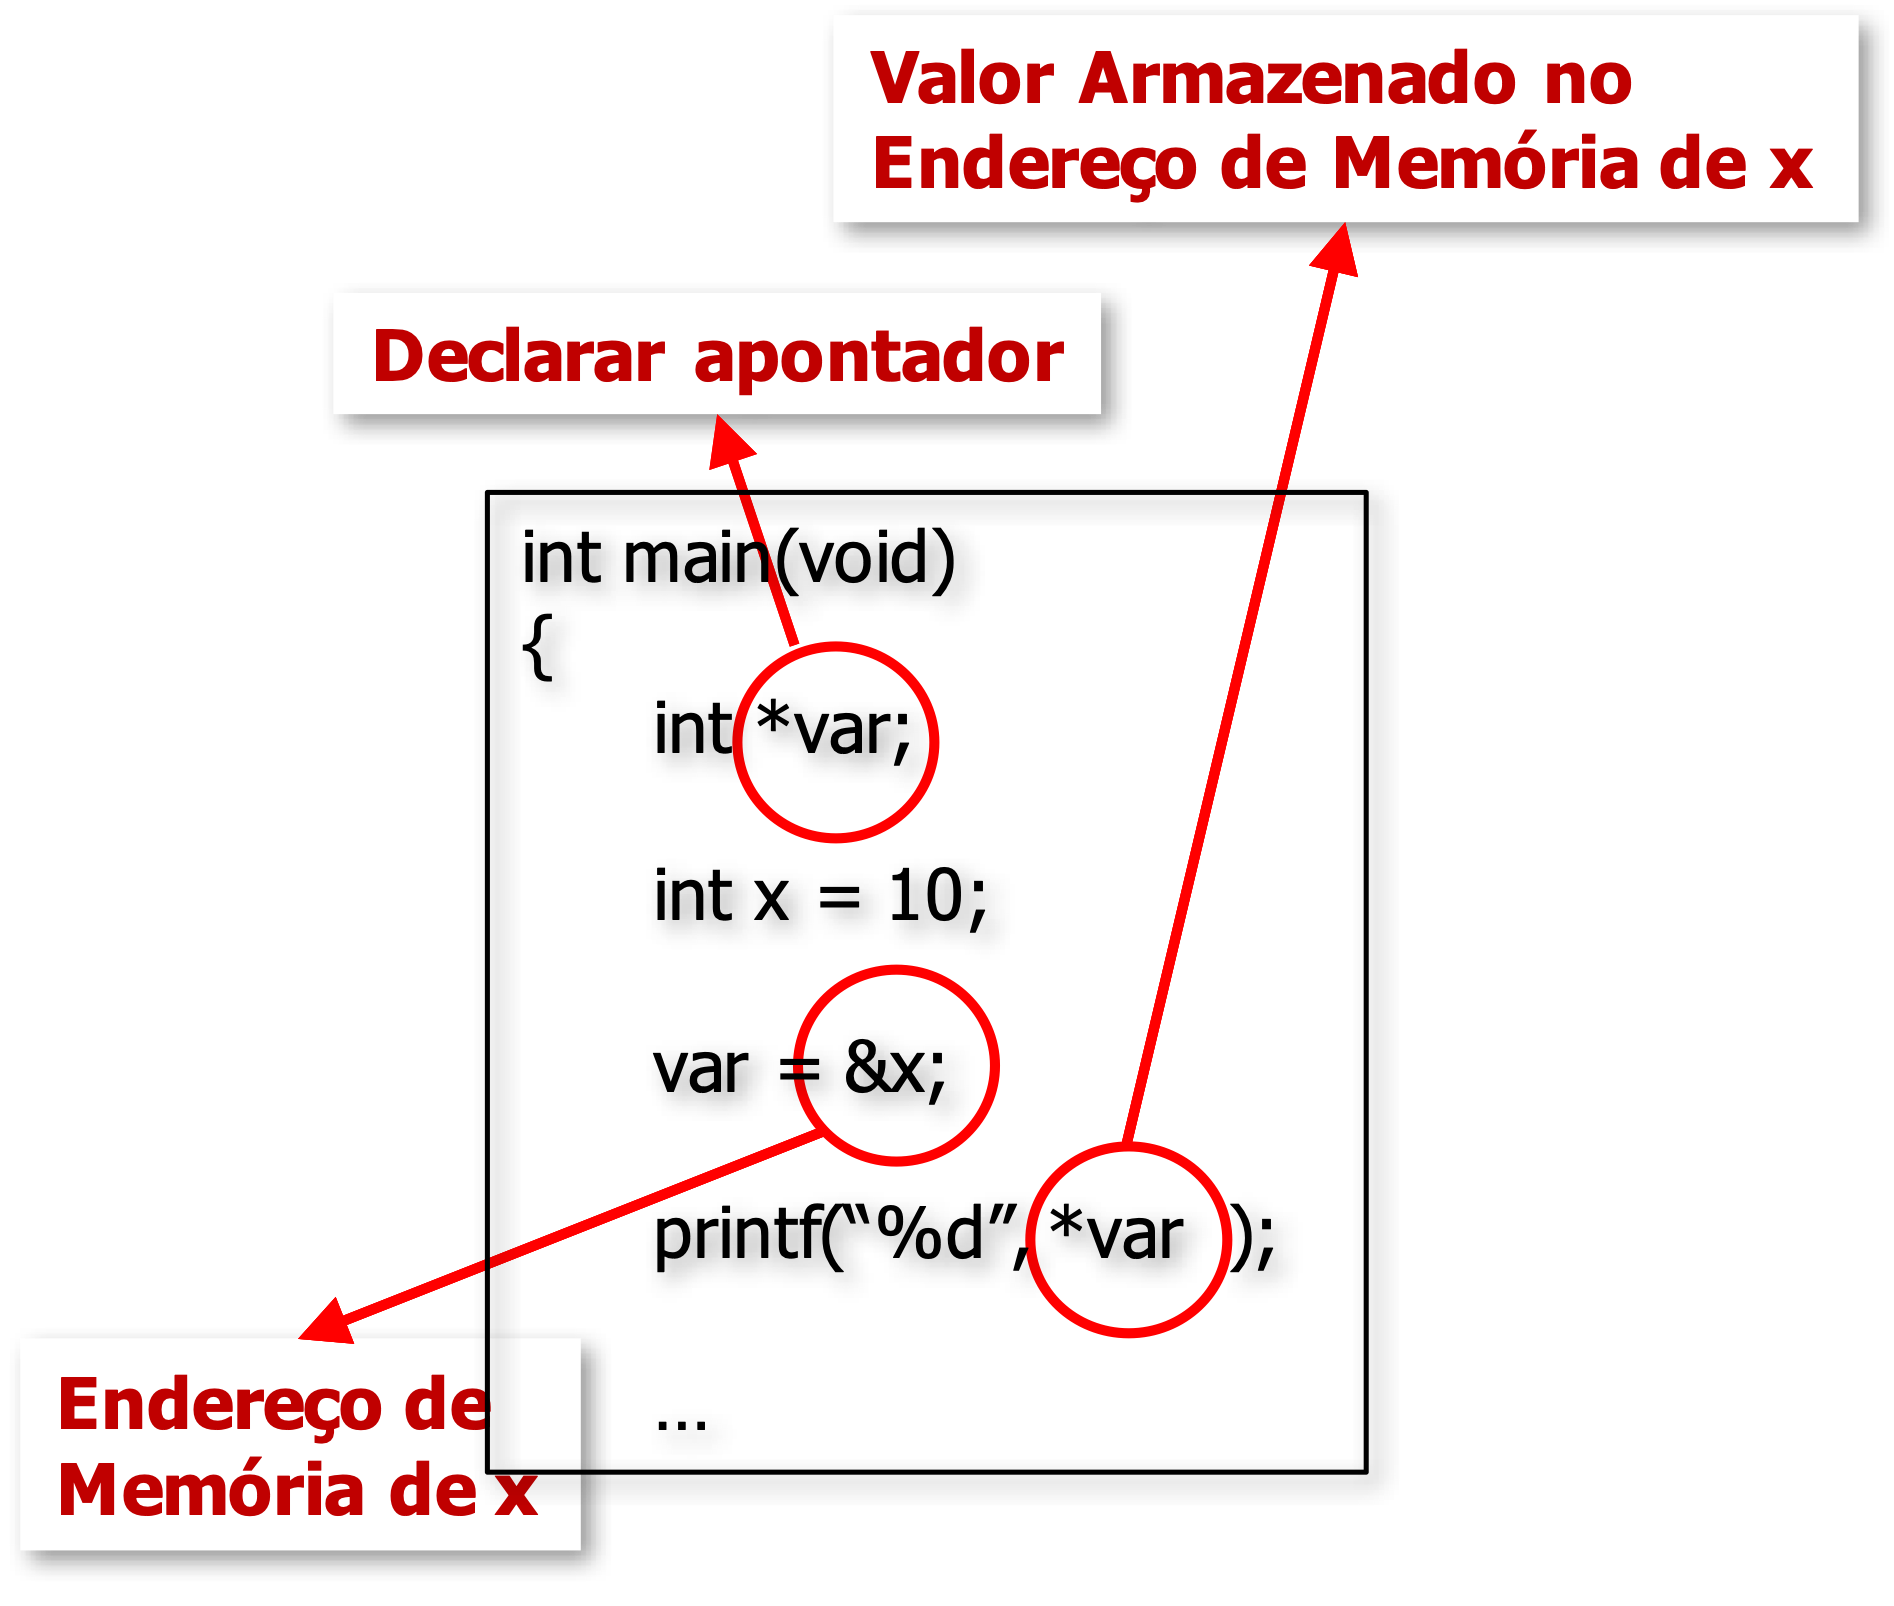 Valor Armazenado no
Endereço de Memória de x
Declarar apontador
int main(void)
{
int *var;
int x = 10;
var = &x;
printf(“%d”, *var );
...
Endereço de
Memória de x